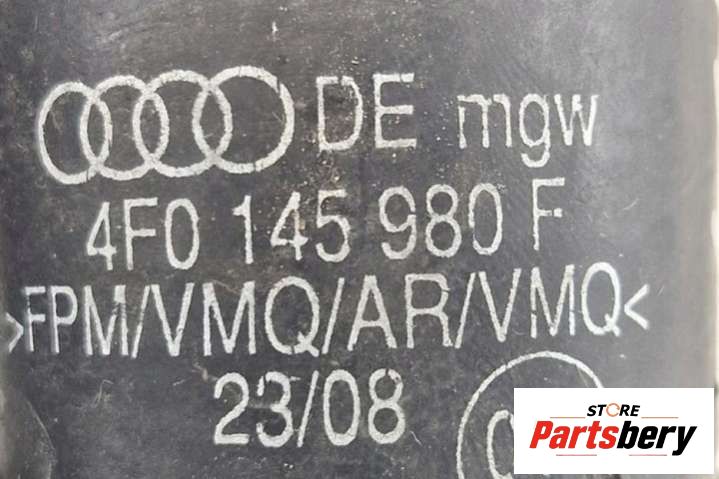 DE mgw
4F0 145 980 F
>FPM/VMQ/AR/VMQ<
23/08
STORE
Partsbery